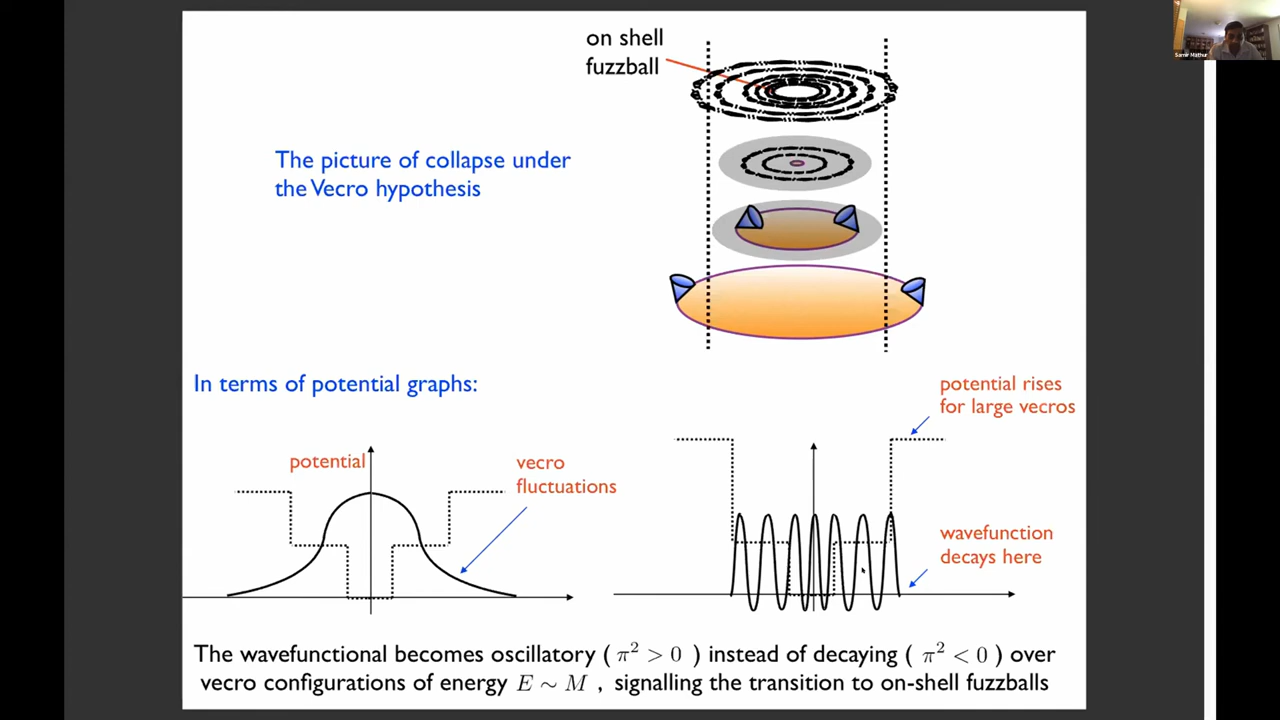 on shell
fuzzball
The picture of collapse under
the Vecro hypothesis
In terms of potential graphs:
potential
vecro
fluctuations
potential rises
for large vecros
wavefunction
decays here
The wavefunctional becomes oscillatory ( π² > 0 ) instead of decaying ( π² < 0 ) over
vecro configurations of energy E ∼ M , signalling the transition to on-shell fuzzballs
Samir Mathur